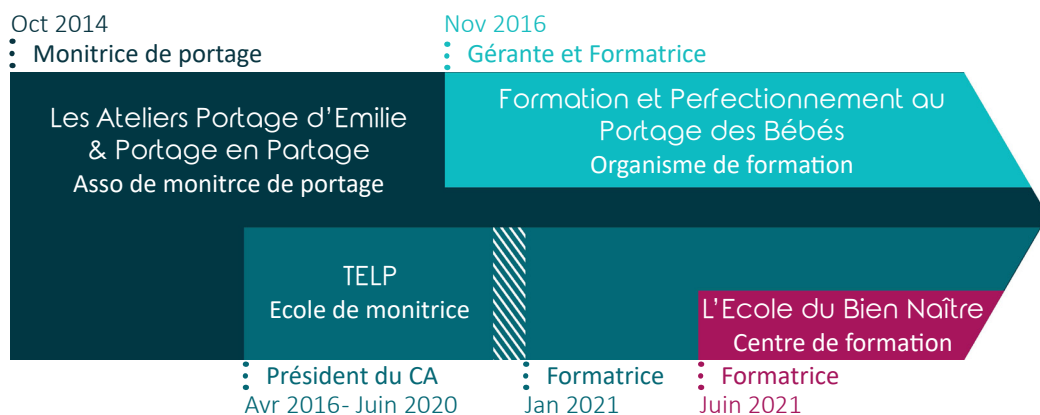 Oct 2014
Monitrice de portage
Nov 2016
Gérante et Formatrice
Les Ateliers Portage d'Emilie
& Portage en Partage
Asso de monitrce de portage
Formation et Perfectionnement au
Portage des Bébés
Organisme de formation
TELP
Ecole de monitrice
L'Ecole du Bien Naître
Centre de formation
Président du CA
Avr 2016- Juin 2020
Formatrice
Jan 2021
Formatrice
Juin 2021